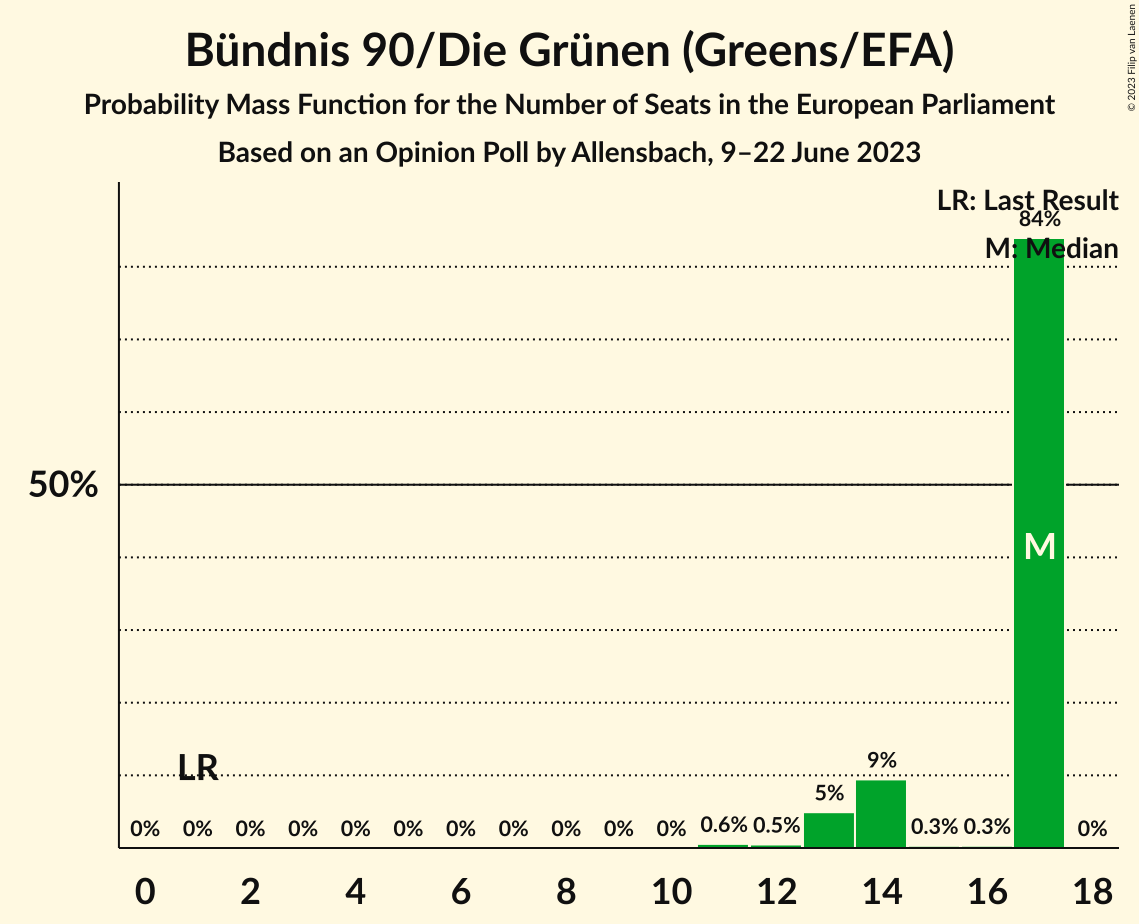 Bündnis 90/Die Grünen (Greens/EFA)
Probability Mass Function for the Number of Seats in the European Parliament
Based on an Opinion Poll by Allensbach, 9–22 June 2023
© 2023 Filip van Laenen
LR: Last Result
84%
M: Median
50%
M
LR
9%
5%
0% 0% 0% 0% 0% 0% 0% 0% 0% 0% 0% 0.6% 0.5% 0.3% 0.3% 0%
0 2 4 6 8 10 12 14 16 18